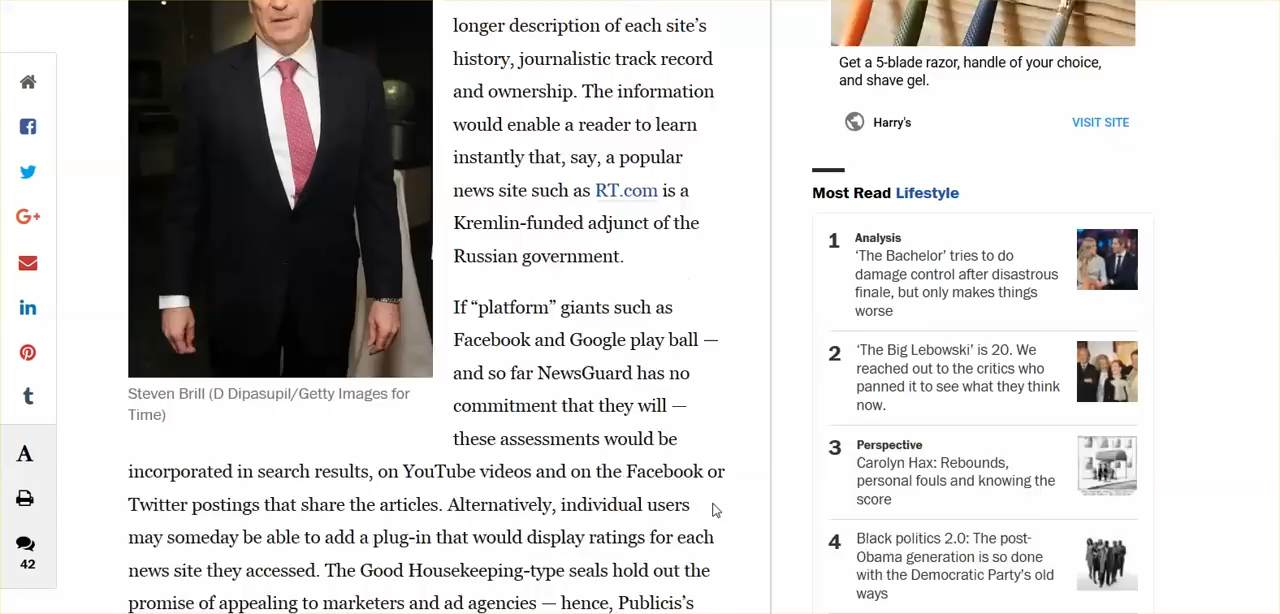 longer description of each site’s
history, journalistic track record
and ownership. The information
would enable a reader to learn
instantly that, say, a popular
news site such as RT.com is a
Kremlin-funded adjunct of the
Russian government.
If “platform” giants such as
Facebook and Google play ball —
and so far NewsGuard has no
commitment that they will —
these assessments would be
incorporated in search results, on YouTube videos and on the Facebook or
Twitter postings that share the articles. Alternatively, individual users
may someday be able to add a plug-in that would display ratings for each
news site they accessed. The Good Housekeeping-type seals hold out the
promise of appealing to marketers and ad agencies — hence, Publicis’s
Steven Brill (D Dipasupil/Getty Images for
Time)
G+
in
t
A
42
Get a 5-blade razor, handle of your choice,
and shave gel.
Harry's
VISIT SITE
Most Read Lifestyle
1
Analysis
‘The Bachelor’ tries to do
damage control after disastrous
finale, but only makes things
worse
2
‘The Big Lebowski’ is 20. We
reached out to the critics who
panned it to see what they think
now.
3
Perspective
Carolyn Hax: Rebounds,
personal fouls and knowing the
score
4
Black politics 2.0: The post-
Obama generation is so done
with the Democratic Party’s old
ways